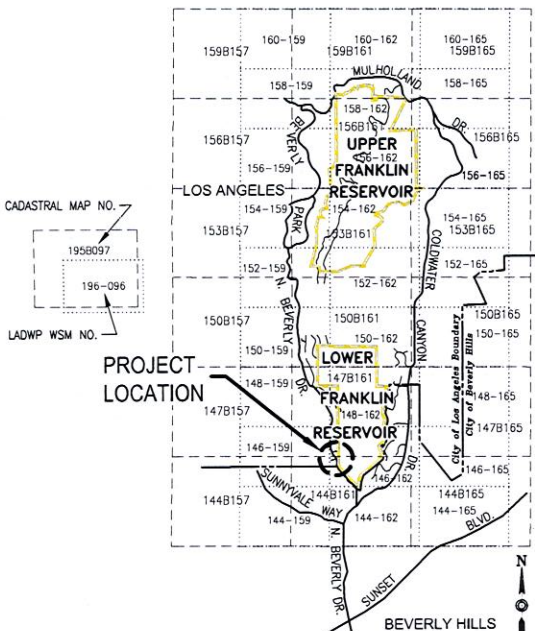 160-159
160-162
160-165
159B157
159B161
159B165
MULHOLLAND
158-159
158-162
158-165
BEVERLY
DR.
156B157
156B161
156B165
UPPER
156-159
156-162
156-165
FRANKLIN
LOS ANGELES
RESERVOIR
CADASTRAL MAP NO.
154-159
154-162
154-165
PARK
COLDWATER
153B157
153B161
153B165
195B097
152-159
152-162
152-165
196-096
N. BEVERLY DR.
LADWP WSM NO.
150B157
150B161
150B165
CANYON
150-159
150-162
150-165
City of Los Angeles Boundary
City of Beverly Hills
PROJECT
LOCATION
LOWER
147B161
148-159
FRANKLIN
148-162
148-165
147B157
RESERVOIR
147B165
146-159
146-162
146-165
DR.
SUNNYVALE WAY
144B157
144B161
144B165
144-159
144-162
144-165
N. BEVERLY DR.
SUNSET BLVD.
N
BEVERLY HILLS